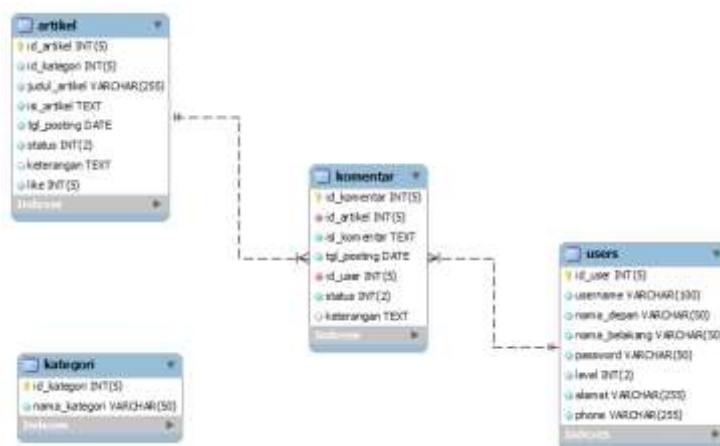 artikel
id_artikel INT(5)
id_kategori INT(5)
judul_artikel VARCHAR(255)
isi_artikel TEXT
tgl_posting DATE
status INT(2)
keterangan TEXT
like INT(5)
Indexes
komentar
id_komentar INT(5)
id_artikel INT(5)
isi_komentar TEXT
tgl_posting DATE
id_user INT(5)
status INT(2)
keterangan TEXT
Indexes
users
id_user INT(5)
username VARCHAR(100)
nama_depan VARCHAR(50)
nama_belakang VARCHAR(50
password VARCHAR(50)
level INT(2)
alamat VARCHAR(255)
phone VARCHAR(255)
Indexes
kategori
id_kategori INT(5)
nama_kategori VARCHAR(50)
Indexes